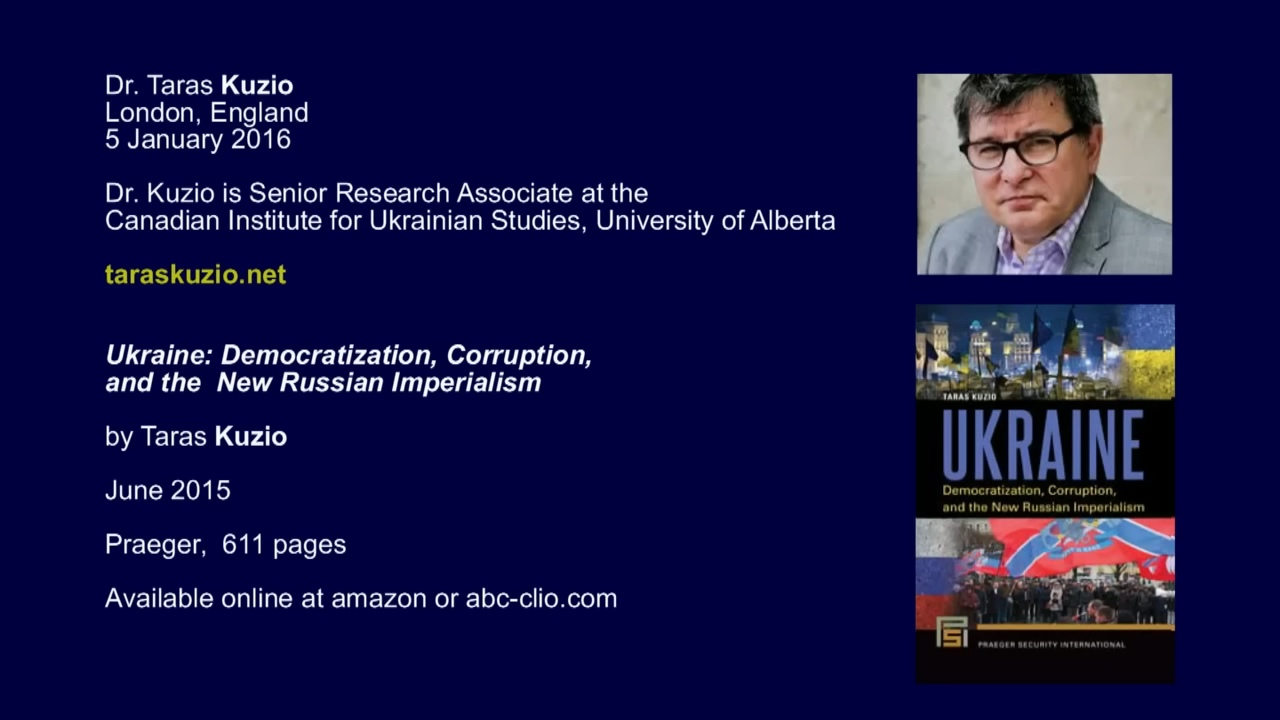 Dr. Taras Kuzio
London, England
5 January 2016
Dr. Kuzio is Senior Research Associate at the
Canadian Institute for Ukrainian Studies, University of Alberta
taraskuzio.net
Ukraine: Democratization, Corruption,
and the New Russian Imperialism
by Taras Kuzio
June 2015
Praeger, 611 pages
Available online at amazon or abc-clio.com
TARAS KUZIO
UKRAINE
Democratization, Corruption,
and the New Russian Imperialism
PSI
PRAEGER SECURITY INTERNATIONAL